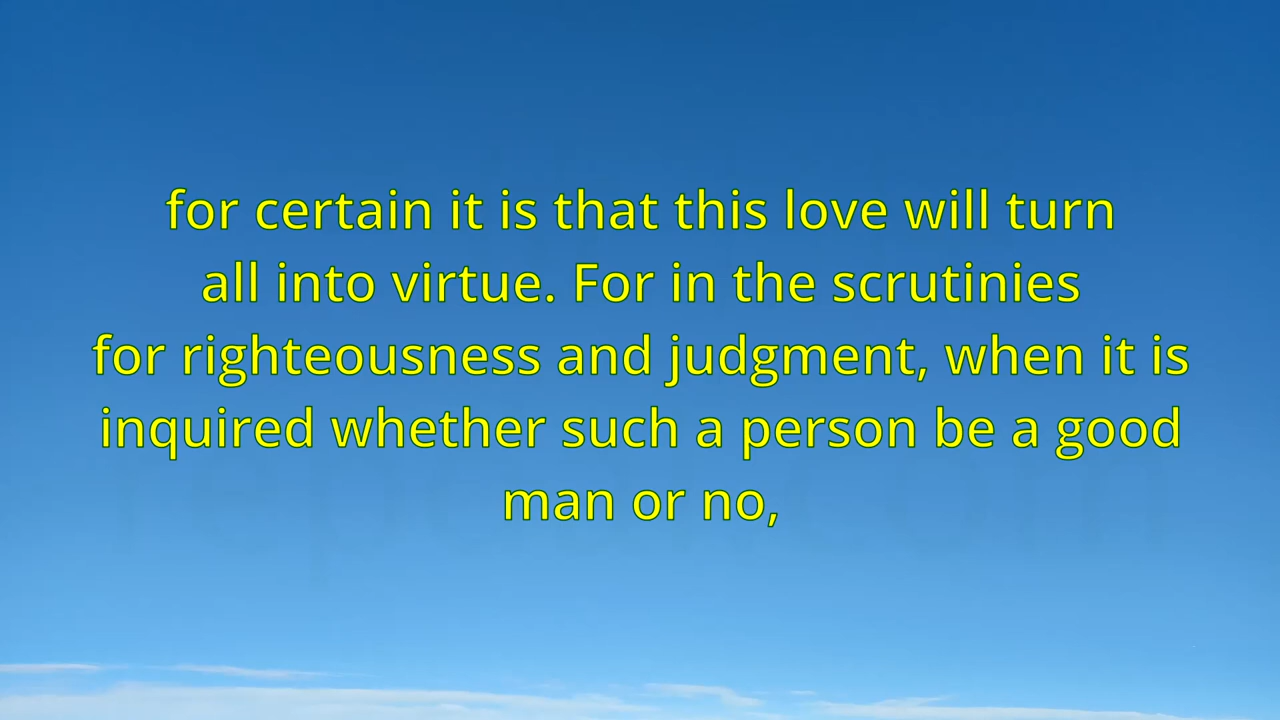 for certain it is that this love will turn
all into virtue. For in the scrutinies
for righteousness and judgment, when it is
inquired whether such a person be a good
man or no,